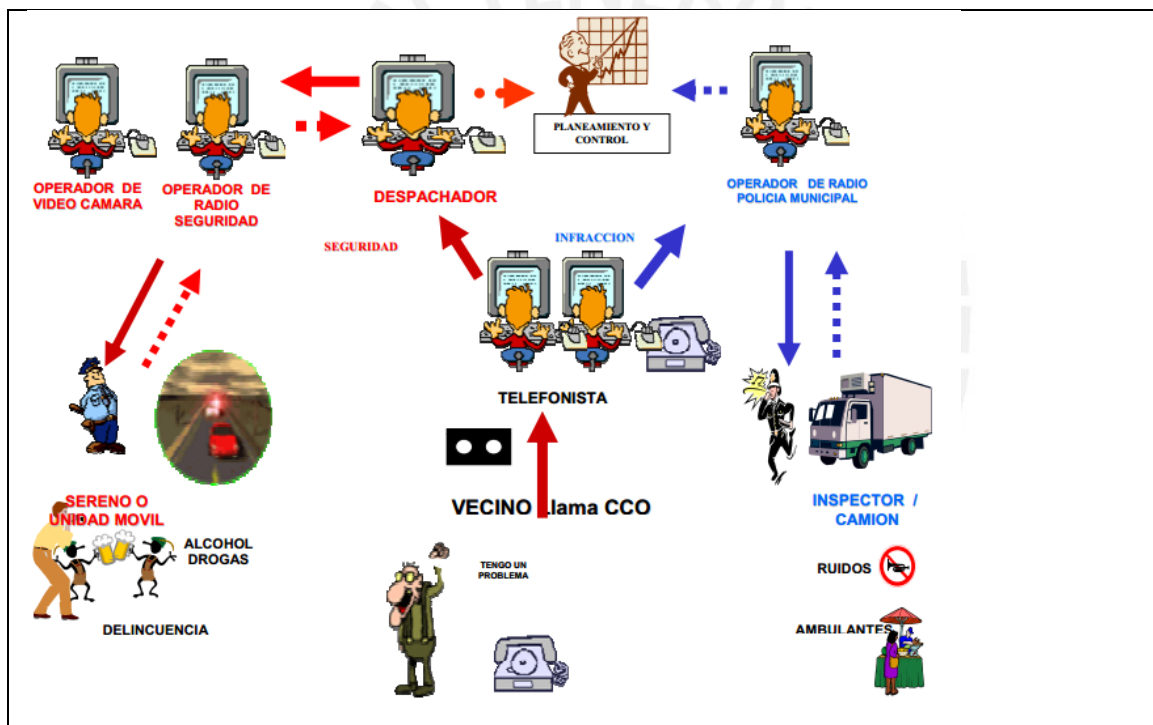 PLANEAMIENTO Y
CONTROL
OPERADOR DE
VIDEO CAMARA
OPERADOR DE
RADIO
SEGURIDAD
DESPACHADOR
OPERADOR DE RADIO
POLICIA MUNICIPAL
SEGURIDAD
INFRACCION
TELEFONISTA
VECINO Llama CCO
SERENO O
UNIDAD MOVIL
INSPECTOR /
CAMION
ALCOHOL
DROGAS
TENGO UN
PROBLEMA
RUIDOS
DELINCUENCIA
AMBULANTES